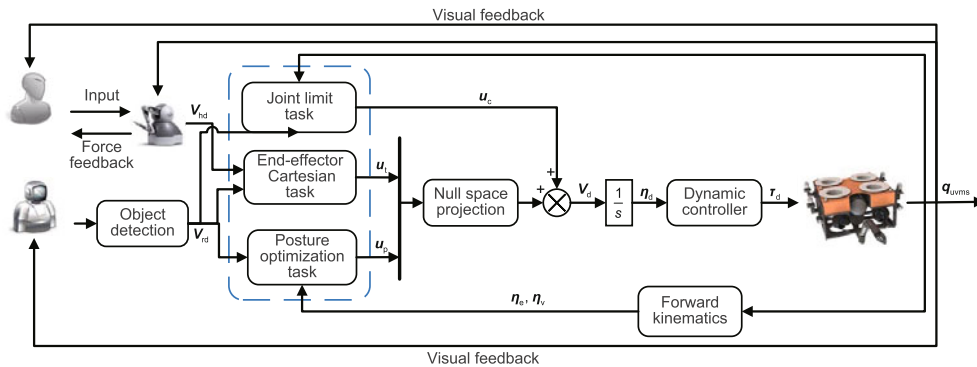 Visual feedback
Input
Force
feedback
V_hd
Joint limit
task
u_c
End-effector
Cartesian
task
u_t
Object
detection
V_rd
Posture
optimization
task
u_p
Null space
projection
+
+
V_d
1
s
η_d
Dynamic
controller
τ_d
q_uvms
η_e, η_v
Forward
kinematics
Visual feedback